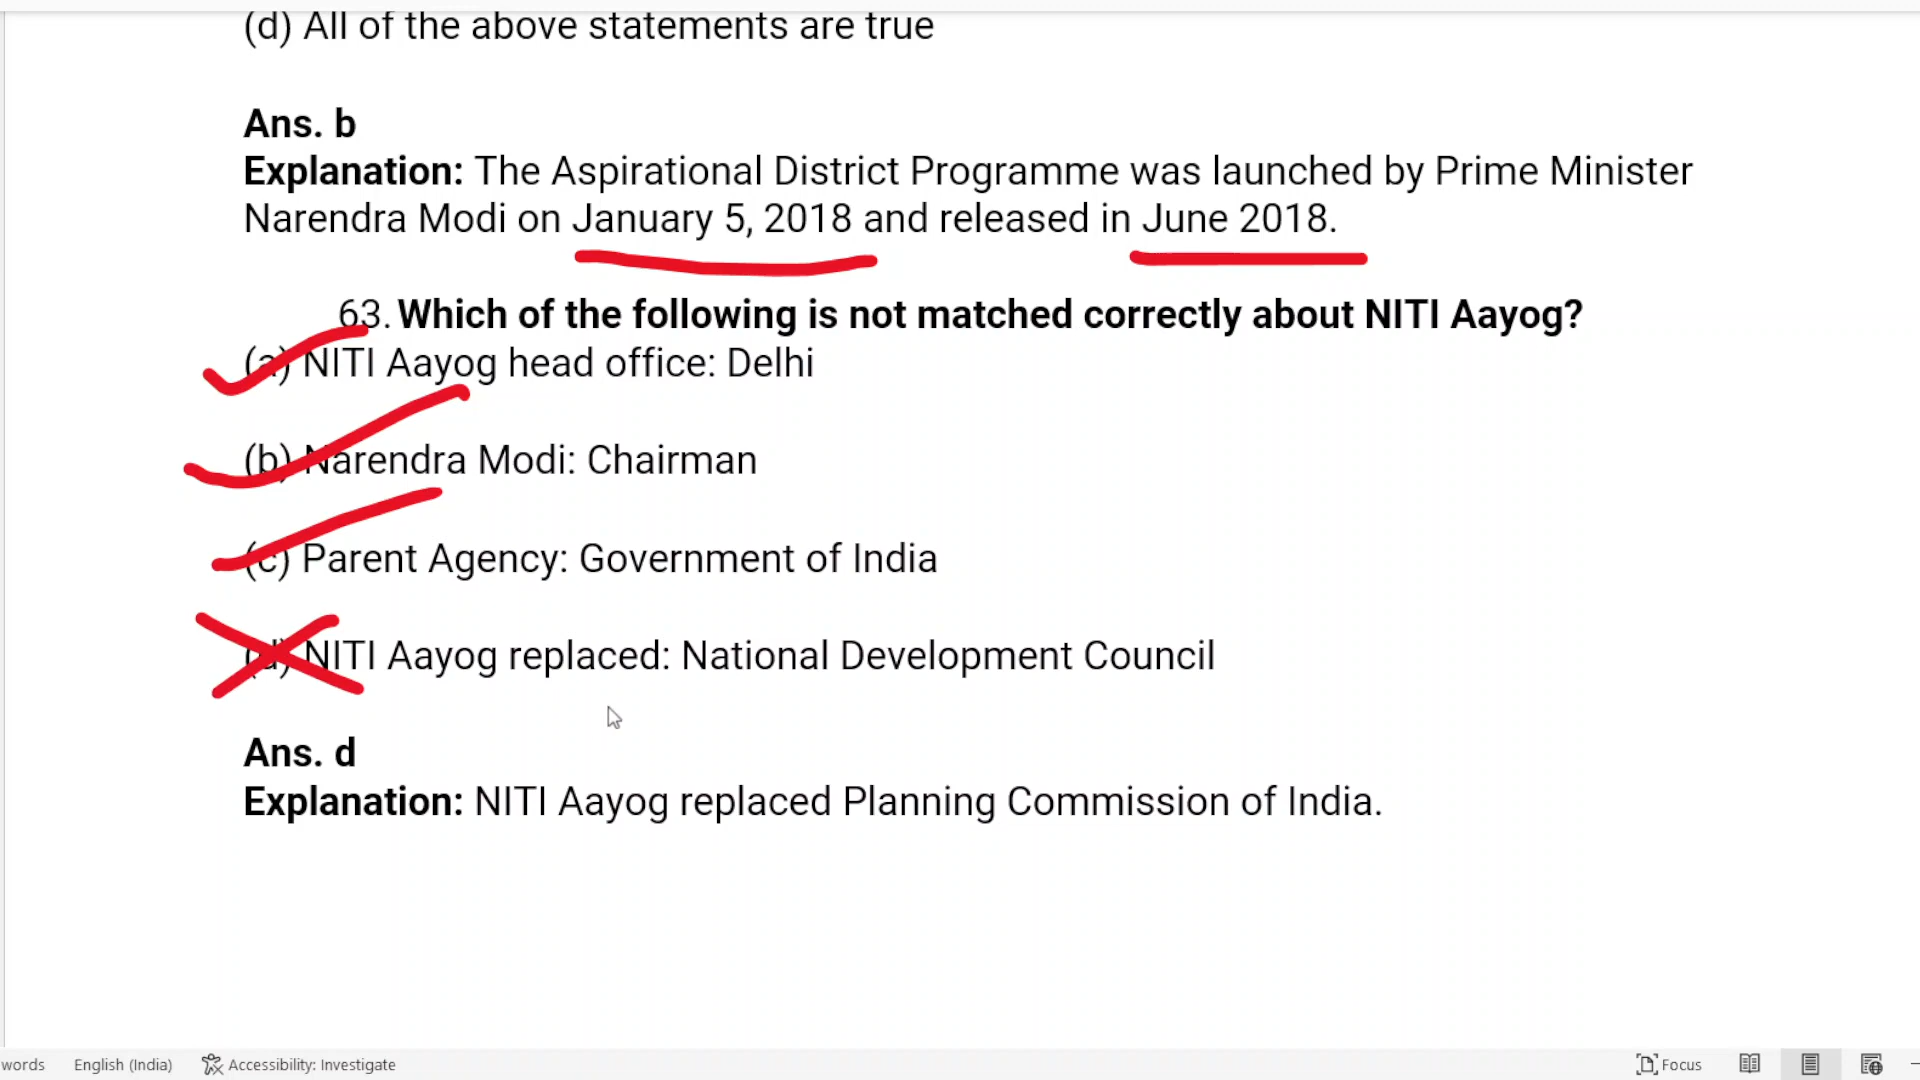 (d) All of the above statements are true
Ans. b
Explanation: The Aspirational District Programme was launched by Prime Minister
Narendra Modi on January 5, 2018 and released in June 2018.
63. Which of the following is not matched correctly about NITI Aayog?
(a) NITI Aayog head office: Delhi
(b) Narendra Modi: Chairman
(c) Parent Agency: Government of India
(d) NITI Aayog replaced: National Development Council
Ans. d
Explanation: NITI Aayog replaced Planning Commission of India.
words English (India) Accessibility: Investigate Focus